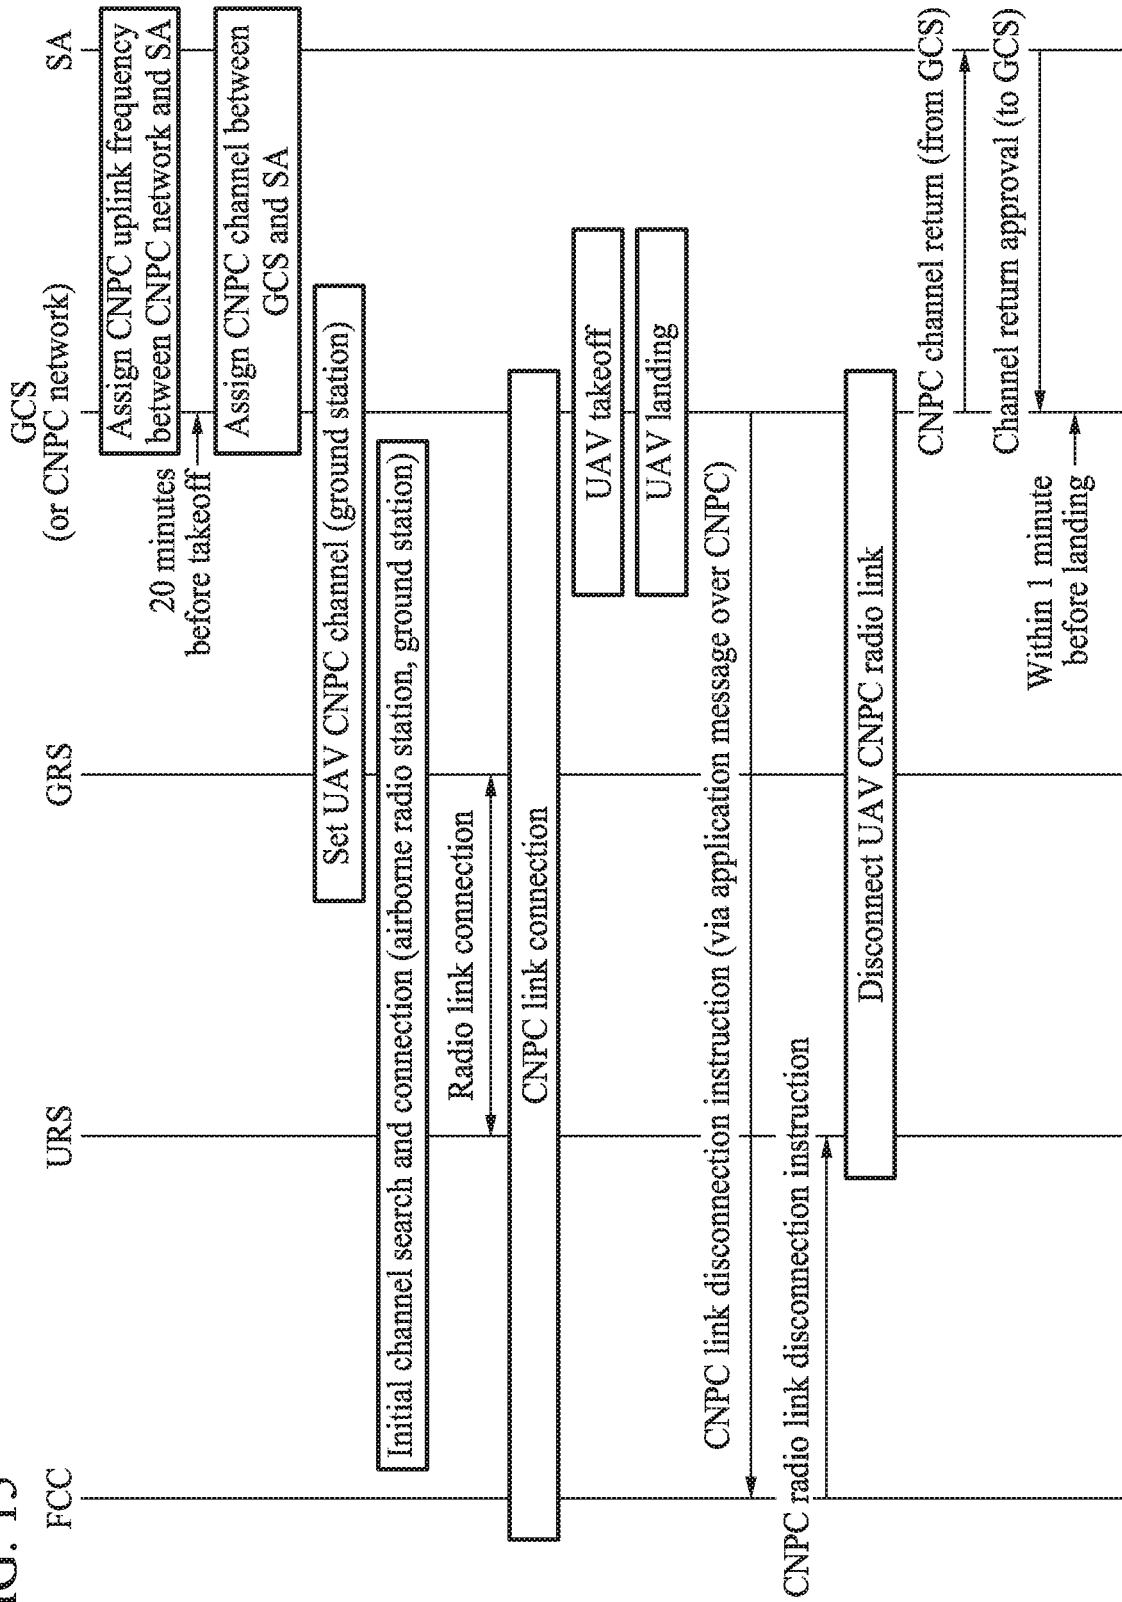 FIG. 15
FCC
URS
GRS
GCS
(or CNPC network)
SA
Assign CNPC uplink frequency
between CNPC network and SA
20 minutes
before takeoff
Assign CNPC channel between
GCS and SA
Set UAV CNPC channel (ground station)
Initial channel search and connection (airborne radio station, ground station)
Radio link connection
CNPC link connection
UAV takeoff
UAV landing
CNPC link disconnection instruction (via application message over CNPC)
CNPC radio link disconnection instruction
Disconnect UAV CNPC radio link
CNPC channel return (from GCS)
Channel return approval (to GCS)
Within 1 minute
before landing